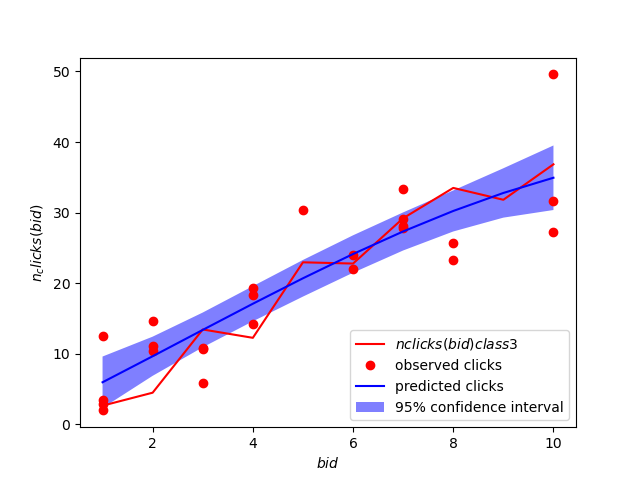 50
40
30
20
10
0
n_clicks(bid)
nclicks(bid)class3
observed clicks
predicted clicks
95% confidence interval
2 4 6 8 10
bid